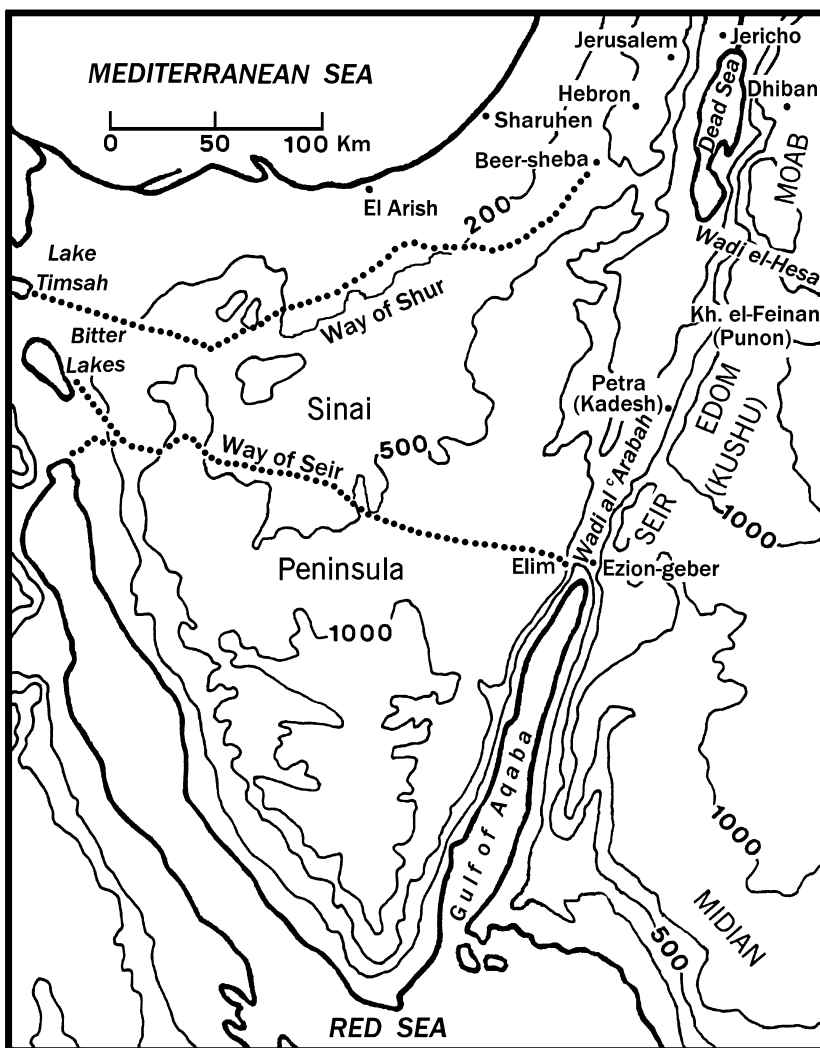 Jerusalem
Jericho
MEDITERRANEAN SEA
Dead Sea
Dhiban
Hebron
Sharuhen
0 50 100 Km
Beer-sheba
MOAB
El Arish
200
Wadi el-Hesa
Lake
Timsah
Way of Shur
Kh. el-Feinan
(Punon)
Bitter
Lakes
Petra
(Kadesh)
Sinai
EDOM
(KUSHU)
500
Way of Seir
Wadi al ʿArabah
SEIR
1000
Elim
Ezion-geber
Peninsula
1000
Gulf of Aqaba
1000
MIDIAN
500
RED SEA